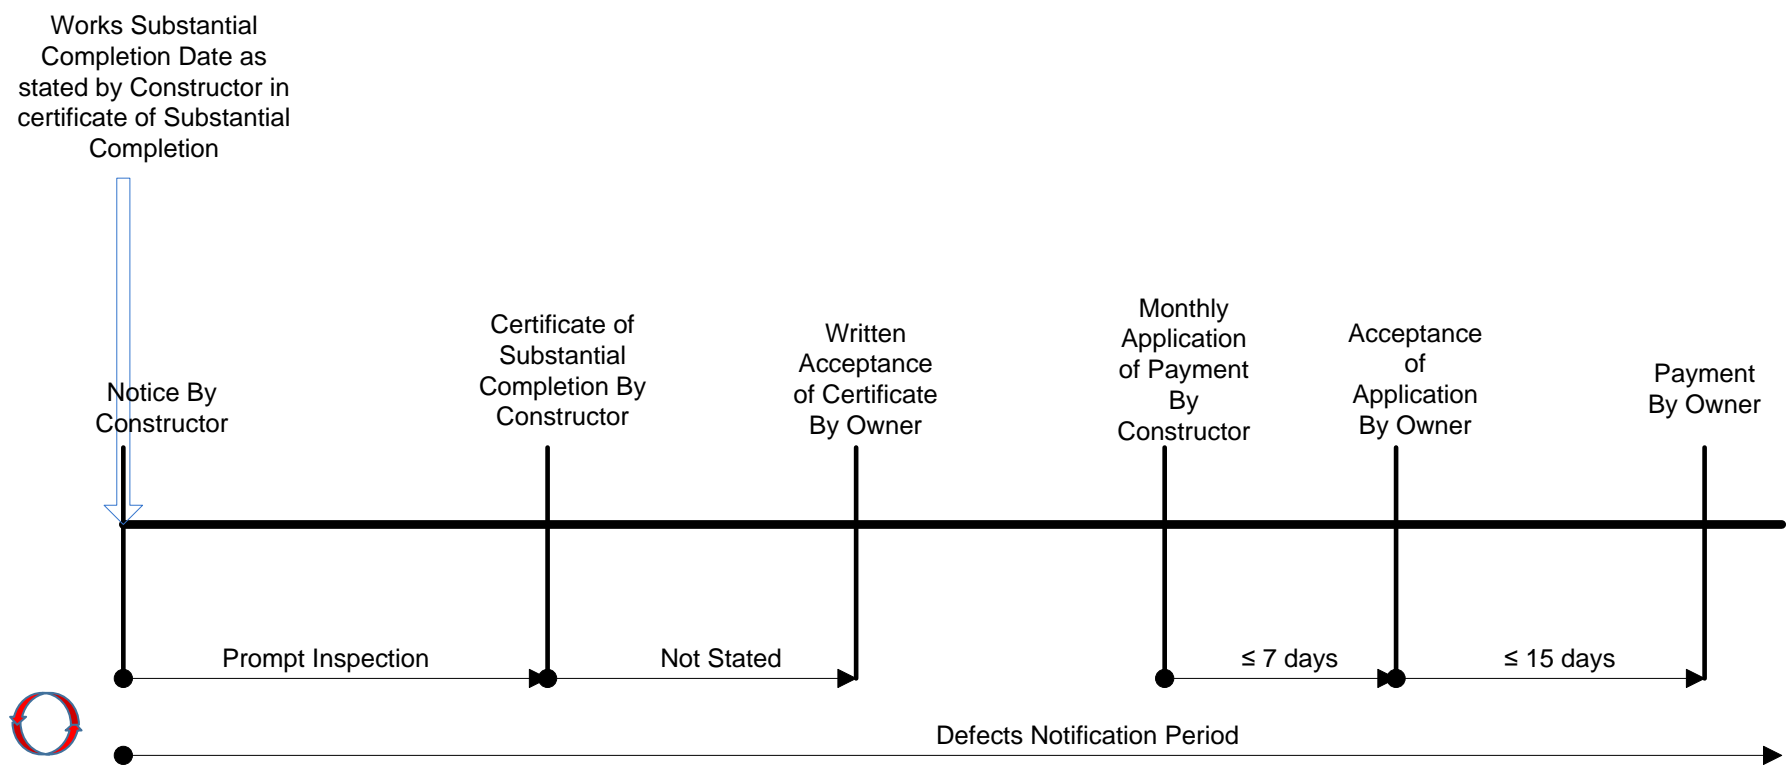 Works Substantial
Completion Date as
stated by Constructor in
certificate of Substantial
Completion
Notice By
Constructor
Certificate of
Substantial
Completion By
Constructor
Written
Acceptance
of Certificate
By Owner
Monthly
Application
of Payment
By
Constructor
Acceptance
of
Application
By Owner
Payment
By Owner
Prompt Inspection
Not Stated
≤ 7 days
≤ 15 days
Defects Notification Period